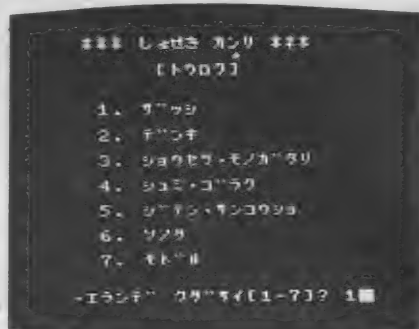 *** しょせき カンリ ***
[トウロク]
1. ザッシ
2. デンキ
3. ショウセツ・モノガタリ
4. シュミ・ゴラク
5. ジテン・サンコウショ
6. ソノタ
7. モドル
-エランデ クダサイ[1-7]? 1